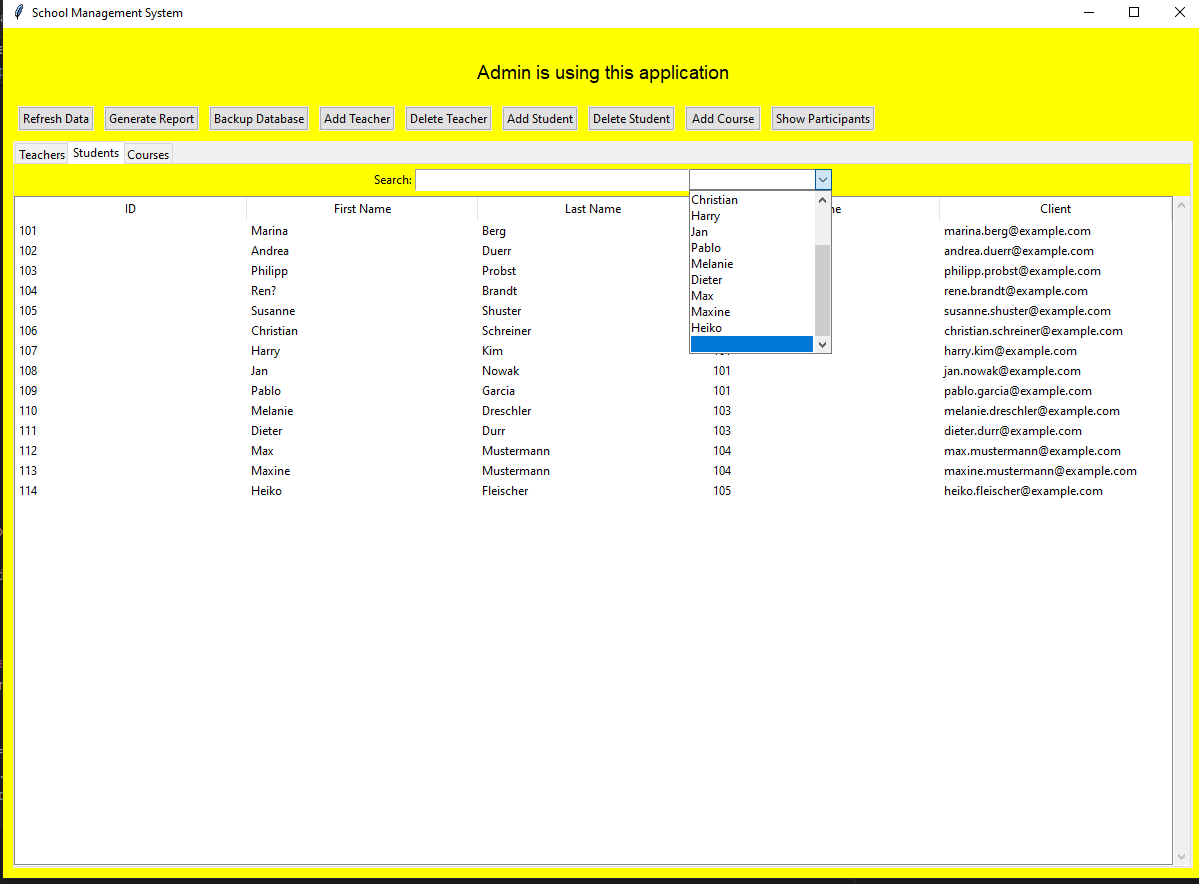 School Management System
Admin is using this application
Refresh Data Generate Report Backup Database Add Teacher Delete Teacher Add Student Delete Student Add Course Show Participants
Teachers Students Courses
Search:
Christian
Harry
Jan
Pablo
Melanie
Dieter
Max
Maxine
Heiko
ID First Name Last Name Client
101 Marina Berg marina.berg@example.com
102 Andrea Duerr andrea.duerr@example.com
103 Philipp Probst philipp.probst@example.com
104 Ren? Brandt rene.brandt@example.com
105 Susanne Shuster susanne.shuster@example.com
106 Christian Schreiner christian.schreiner@example.com
107 Harry Kim harry.kim@example.com
108 Jan Nowak 101 jan.nowak@example.com
109 Pablo Garcia 101 pablo.garcia@example.com
110 Melanie Dreschler 103 melanie.dreschler@example.com
111 Dieter Durr 103 dieter.durr@example.com
112 Max Mustermann 104 max.mustermann@example.com
113 Maxine Mustermann 104 maxine.mustermann@example.com
114 Heiko Fleischer 105 heiko.fleischer@example.com